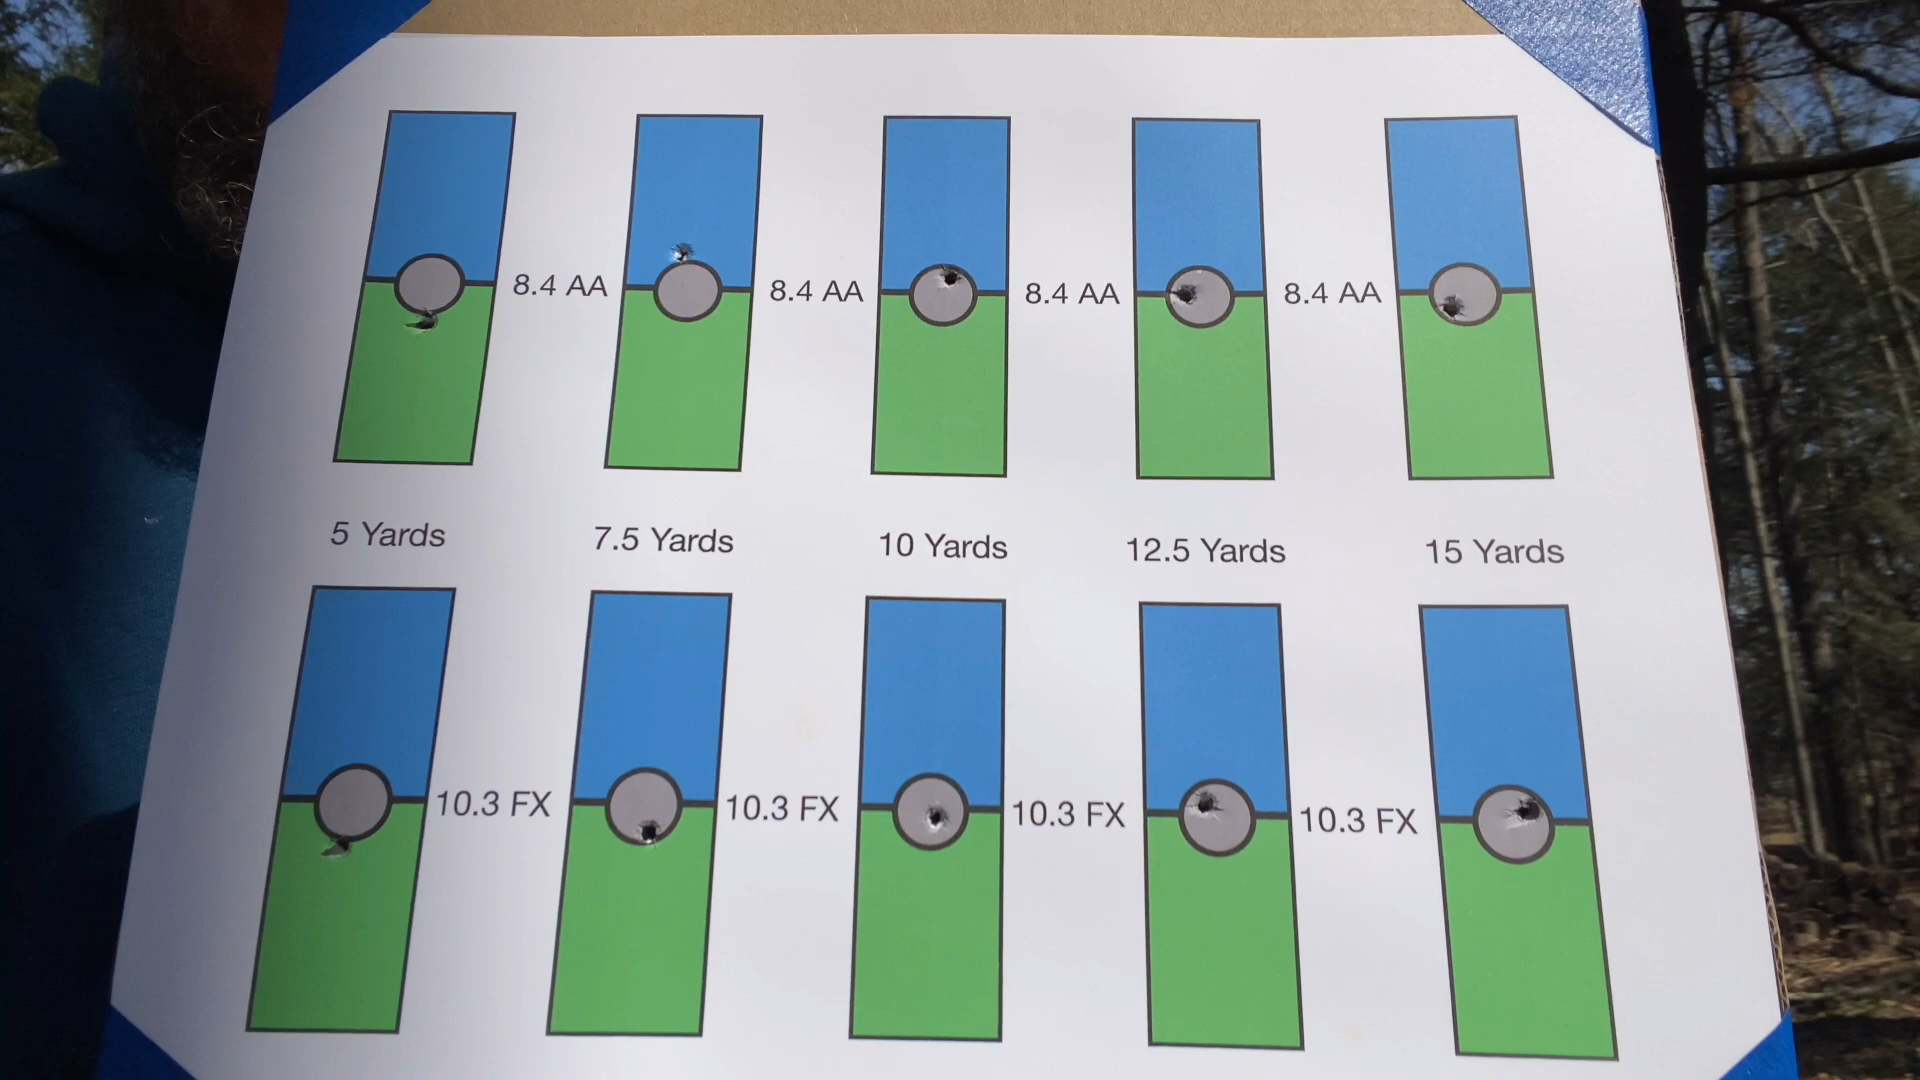 8.4 AA 8.4 AA 8.4 AA 8.4 AA
5 Yards 7.5 Yards 10 Yards 12.5 Yards 15 Yards
10.3 FX 10.3 FX 10.3 FX 10.3 FX